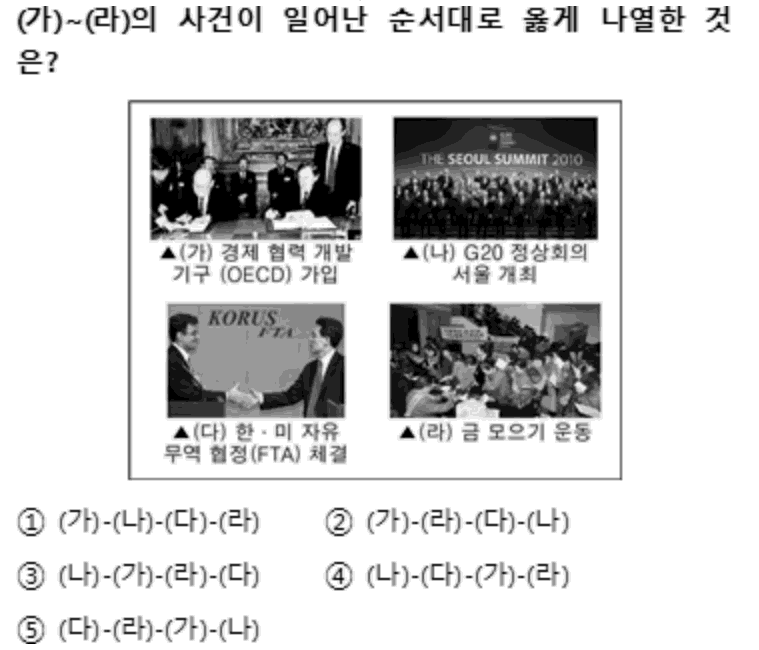 (가)~(라)의 사건이 일어난 순서대로 옳게 나열한 것
은?
THE SEOUL SUMMIT 2010
▲(가) 경제 협력 개발
기구 (OECD) 가입
▲(나) G20 정상회의
서울 개최
KORUS
FTA
▲(다) 한·미 자유
무역 협정(FTA) 체결
▲(라) 금 모으기 운동
① (가)-(나)-(다)-(라)
② (가)-(라)-(다)-(나)
③ (나)-(가)-(라)-(다)
④ (나)-(다)-(가)-(라)
⑤ (다)-(라)-(가)-(나)